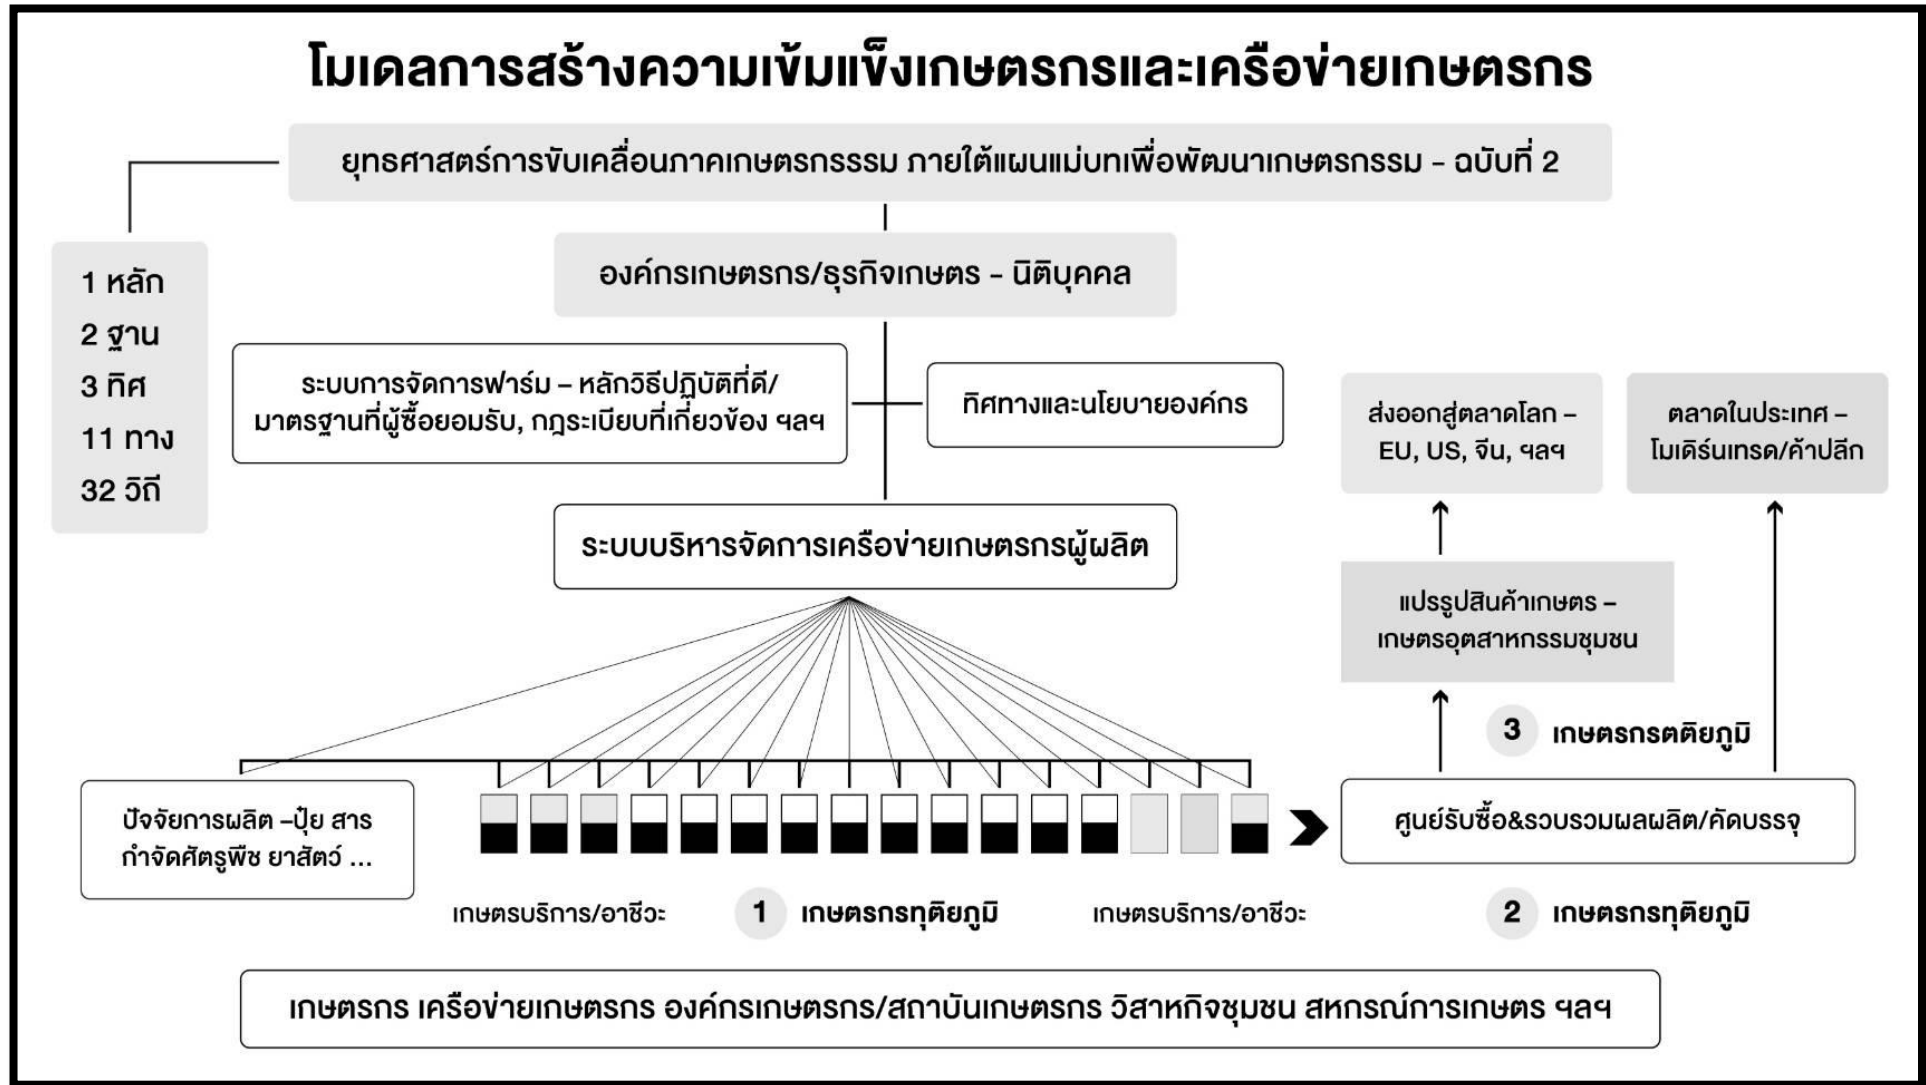 โมเดลการสร้างความเข้มแข็งเกษตรกรและเครือข่ายเกษตรกร
ยุทธศาสตร์การขับเคลื่อนภาคเกษตรกรรรม ภายใต้แผนแม่บทเพื่อพัฒนาเกษตรกรรม - ฉบับที่ 2
1 หลัก
2 ฐาน
3 ทิศ
11 ทาง
32 วิถี
องค์กรเกษตรกร/ธุรกิจเกษตร - นิติบุคคล
ระบบการจัดการฟาร์ม – หลักวิธีปฏิบัติที่ดี/
มาตรฐานที่ผู้ซื้อยอมรับ, กฎระเบียบที่เกี่ยวข้อง ฯลฯ
ทิศทางและนโยบายองค์กร
ส่งออกสู่ตลาดโลก –
EU, US, จีน, ฯลฯ
ตลาดในประเทศ –
โมเดิร์นเทรด/ค้าปลีก
ระบบบริหารจัดการเครือข่ายเกษตรกรผู้ผลิต
แปรรูปสินค้าเกษตร –
เกษตรอุตสาหกรรมชุมชน
3 เกษตรกรตติยภูมิ
ปัจจัยการผลิต –ปุ๋ย สาร
กำจัดศัตรูพืช ยาสัตว์ ...
ศูนย์รับซื้อ&รวบรวมผลผลิต/คัดบรรจุ
เกษตรบริการ/อาชีวะ
1 เกษตรกรทุติยภูมิ
เกษตรบริการ/อาชีวะ
2 เกษตรกรทุติยภูมิ
เกษตรกร เครือข่ายเกษตรกร องค์กรเกษตรกร/สถาบันเกษตรกร วิสาหกิจชุมชน สหกรณ์การเกษตร ฯลฯ